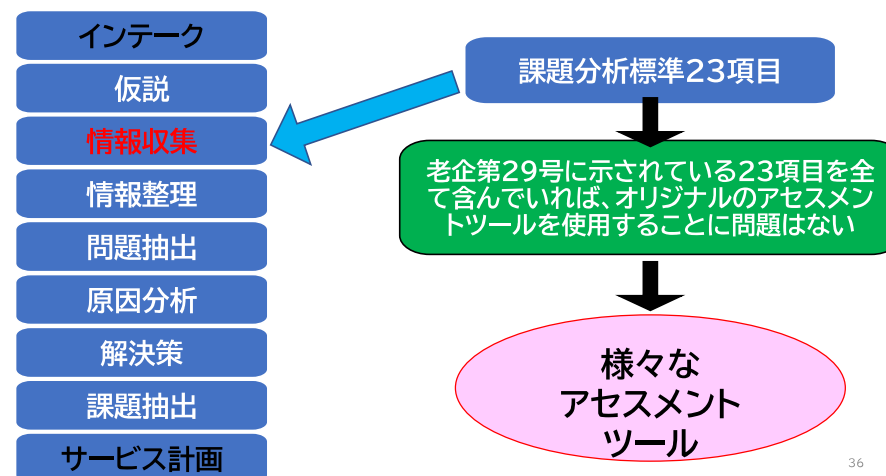 インテーク
仮説
情報収集
情報整理
問題抽出
原因分析
解決策
課題抽出
サービス計画
課題分析標準23項目
老企第29号に示されている23項目を全
て含んでいれば、オリジナルのアセスメン
トツールを使用することに問題はない
様々な
アセスメント
ツール
36